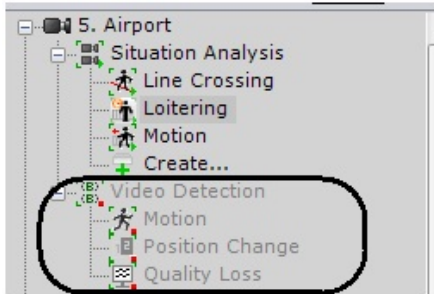 5. Airport
Situation Analysis
Line Crossing
Loitering
Motion
Create...
Video Detection
Motion
Position Change
Quality Loss